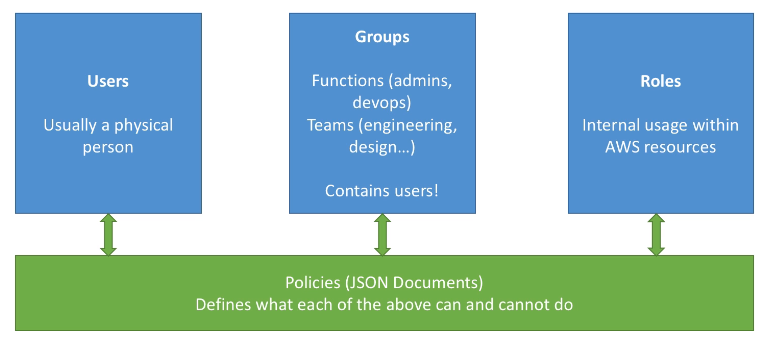 Users
Usually a physical
person
Groups
Functions (admins,
devops)
Teams (engineering,
design...)
Contains users!
Roles
Internal usage within
AWS resources
Policies (JSON Documents)
Defines what each of the above can and cannot do